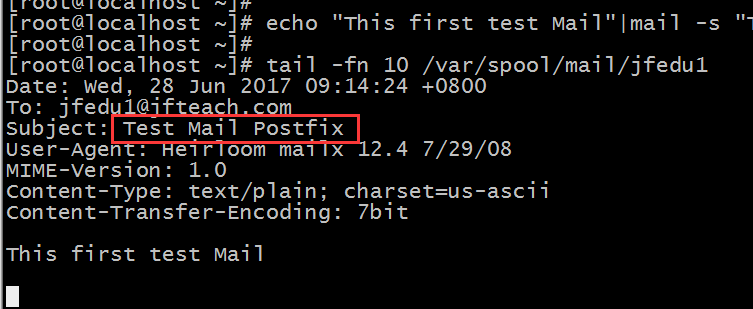 [root@localhost ~]#
[root@localhost ~]# echo "This first test Mail"|mail -s "T
[root@localhost ~]#
[root@localhost ~]# tail -fn 10 /var/spool/mail/jfedu1
Date: Wed, 28 Jun 2017 09:14:24 +0800
To: jfedu1@jfteach.com
Subject: Test Mail Postfix
User-Agent: Heirloom mailx 12.4 7/29/08
MIME-Version: 1.0
Content-Type: text/plain; charset=us-ascii
Content-Transfer-Encoding: 7bit
This first test Mail